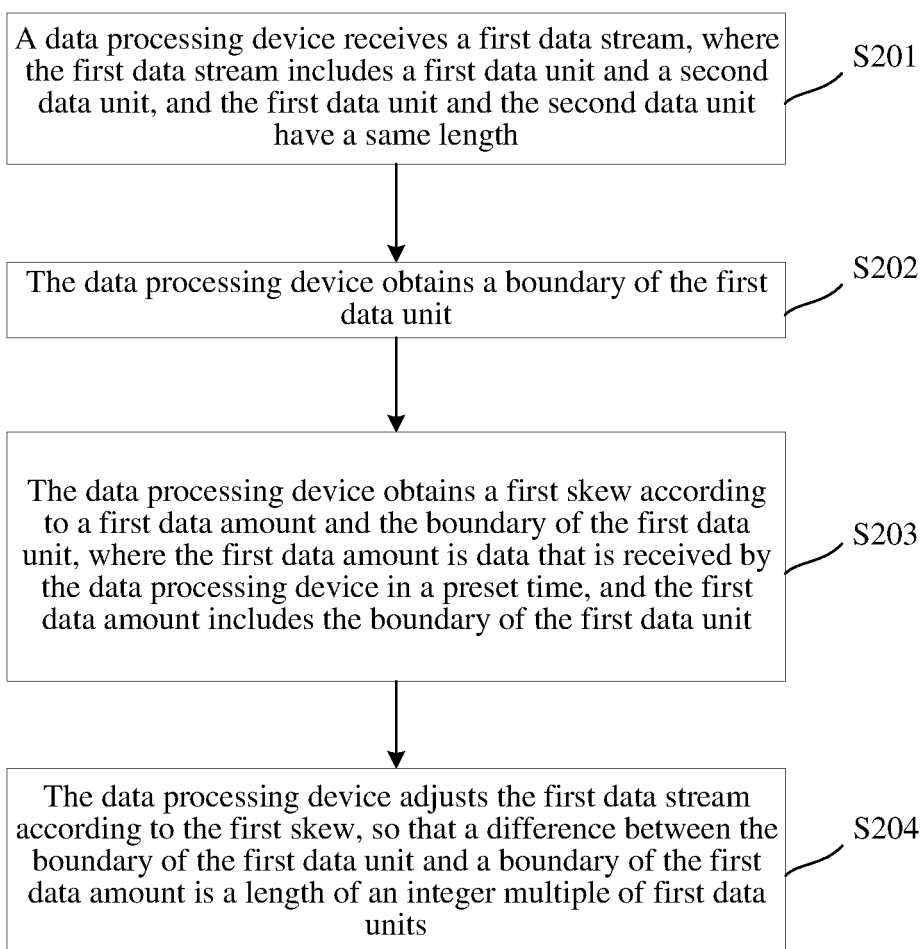 A data processing device receives a first data stream, where
the first data stream includes a first data unit and a second
data unit, and the first data unit and the second data unit
have a same length
S201
The data processing device obtains a boundary of the first
data unit
S202
The data processing device obtains a first skew according
to a first data amount and the boundary of the first data
unit, where the first data amount is data that is received by
the data processing device in a preset time, and the first
data amount includes the boundary of the first data unit
S203
The data processing device adjusts the first data stream
according to the first skew, so that a difference between the
boundary of the first data unit and a boundary of the first
data amount is a length of an integer multiple of first data
units
S204